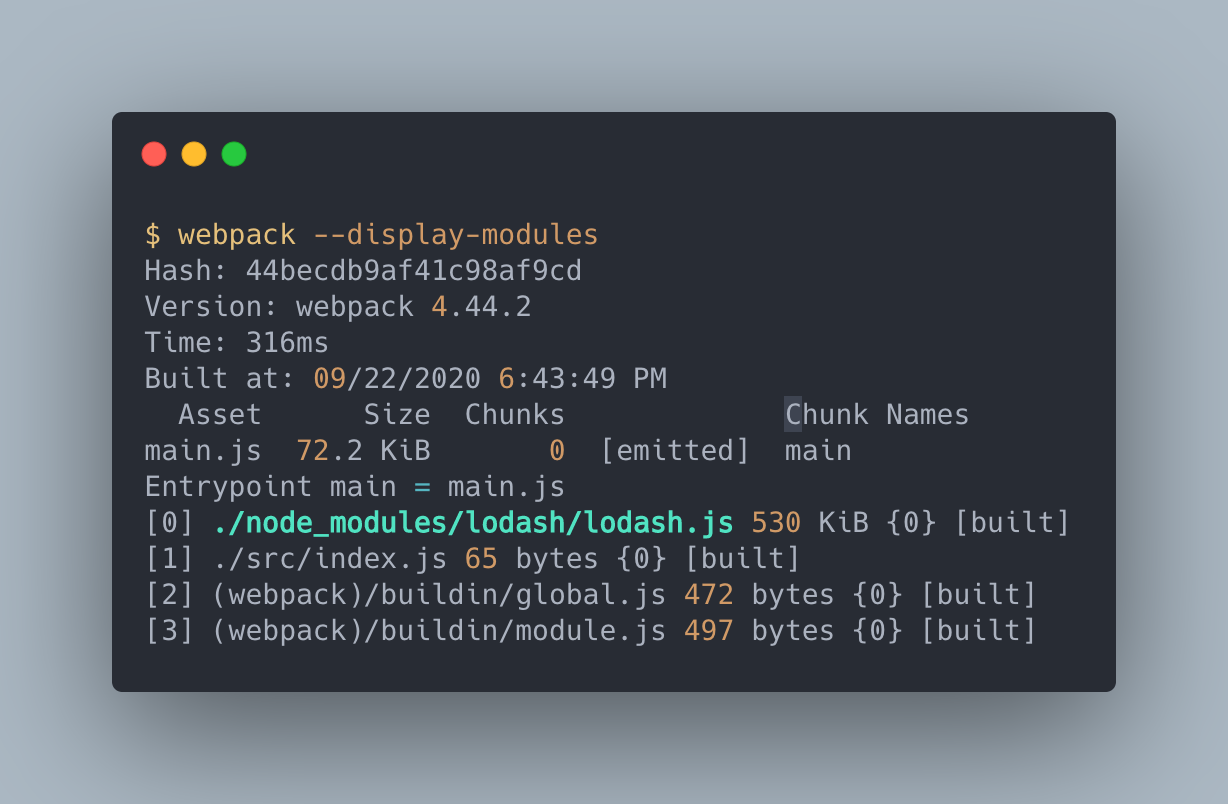 $ webpack --display-modules
Hash: 44becdb9af41c98af9cd
Version: webpack 4.44.2
Time: 316ms
Built at: 09/22/2020 6:43:49 PM
  Asset      Size  Chunks             Chunk Names
main.js  72.2 KiB       0  [emitted]  main
Entrypoint main = main.js
[0] ./node_modules/lodash/lodash.js 530 KiB {0} [built]
[1] ./src/index.js 65 bytes {0} [built]
[2] (webpack)/buildin/global.js 472 bytes {0} [built]
[3] (webpack)/buildin/module.js 497 bytes {0} [built]